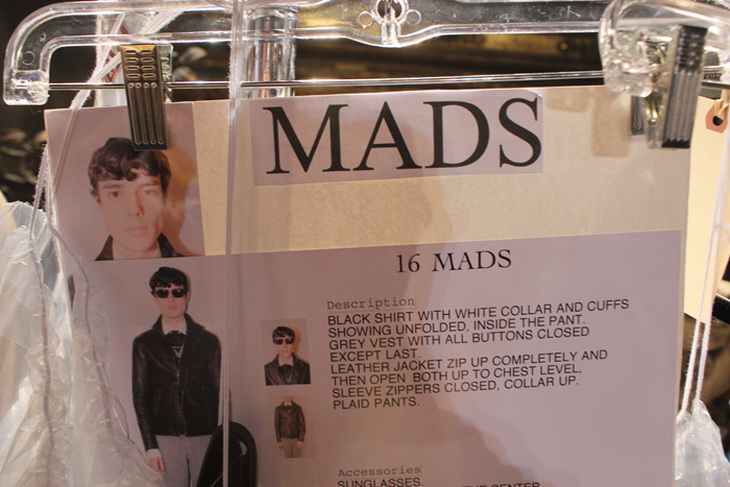 MADS
16 MADS
Description
BLACK SHIRT WITH WHITE COLLAR AND CUFFS
SHOWING UNFOLDED, INSIDE THE PANT.
GREY VEST WITH ALL BUTTONS CLOSED
EXCEPT LAST.
LEATHER JACKET ZIP UP COMPLETELY AND
THEN OPEN BOTH UP TO CHEST LEVEL,
SLEEVE ZIPPERS CLOSED, COLLAR UP.
PLAID PANTS.
Accessories
SUNGLASSES. THE CENTER